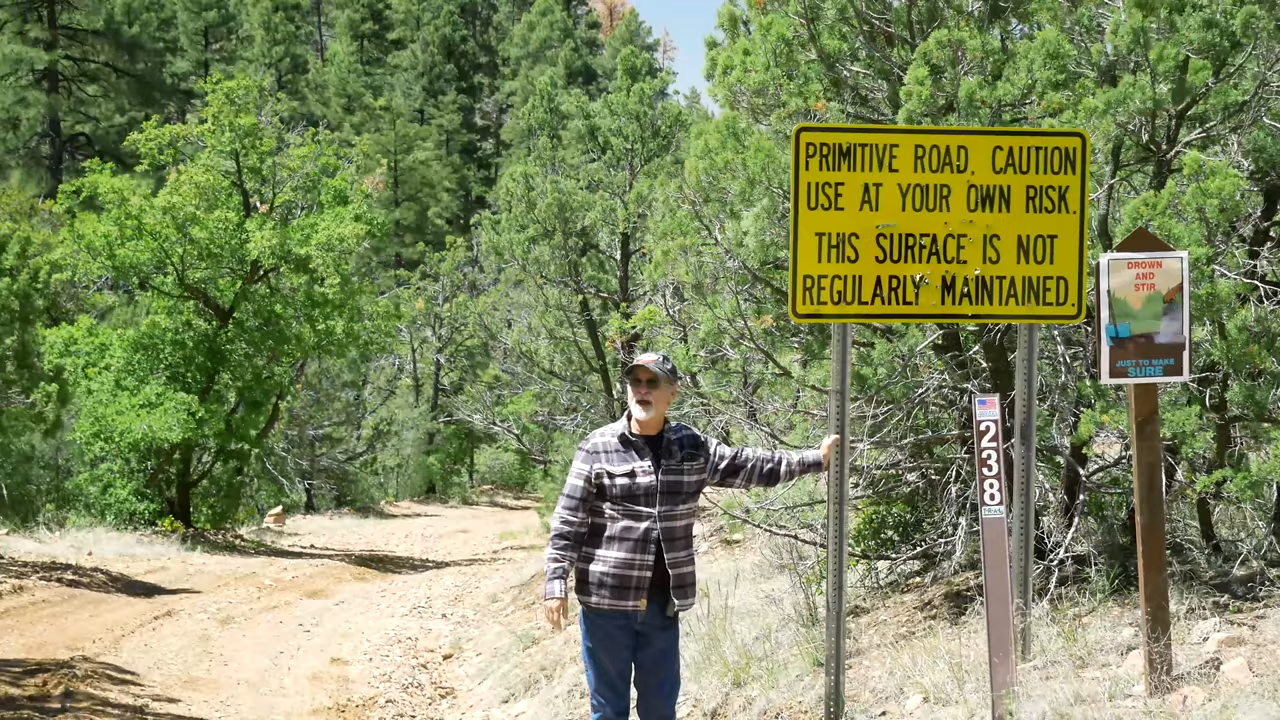 PRIMITIVE ROAD, CAUTION
USE AT YOUR OWN RISK.
THIS SURFACE IS NOT
REGULARLY MAINTAINED.
DROWN
AND
STIR
JUST TO MAKE
SURE
2
3
8